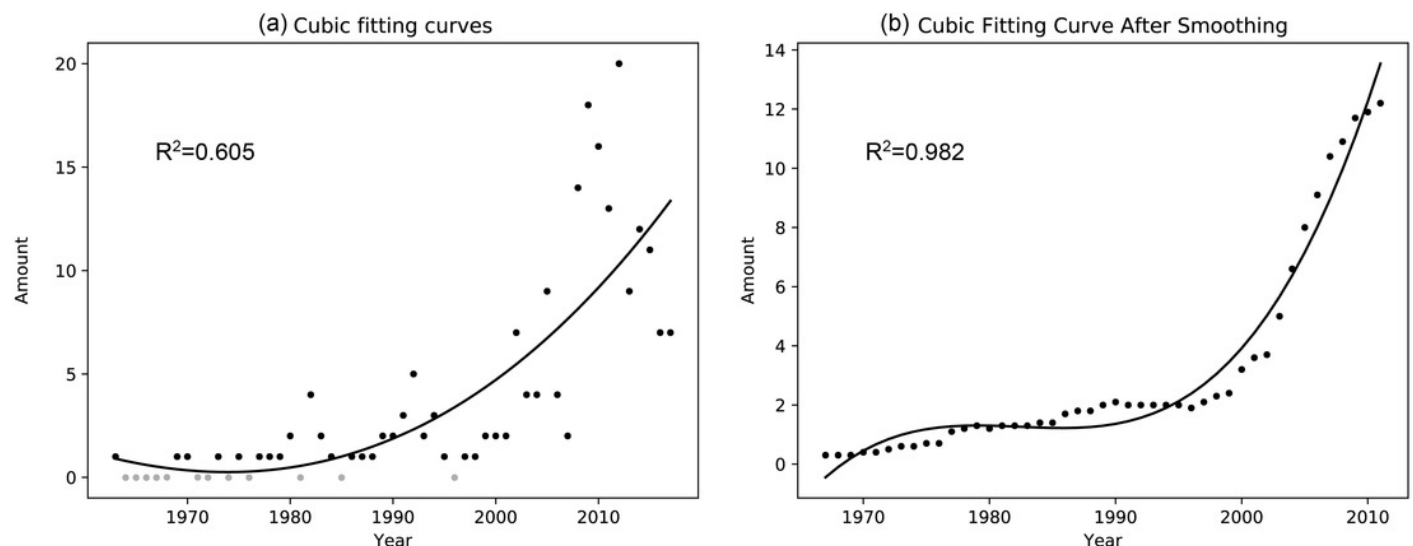 (a) Cubic fitting curves
20
15
10
5
0
R²=0.605
Amount
1970 1980 1990 2000 2010
Year
(b) Cubic Fitting Curve After Smoothing
14
12
10
8
6
4
2
0
R²=0.982
Amount
1970 1980 1990 2000 2010
Year